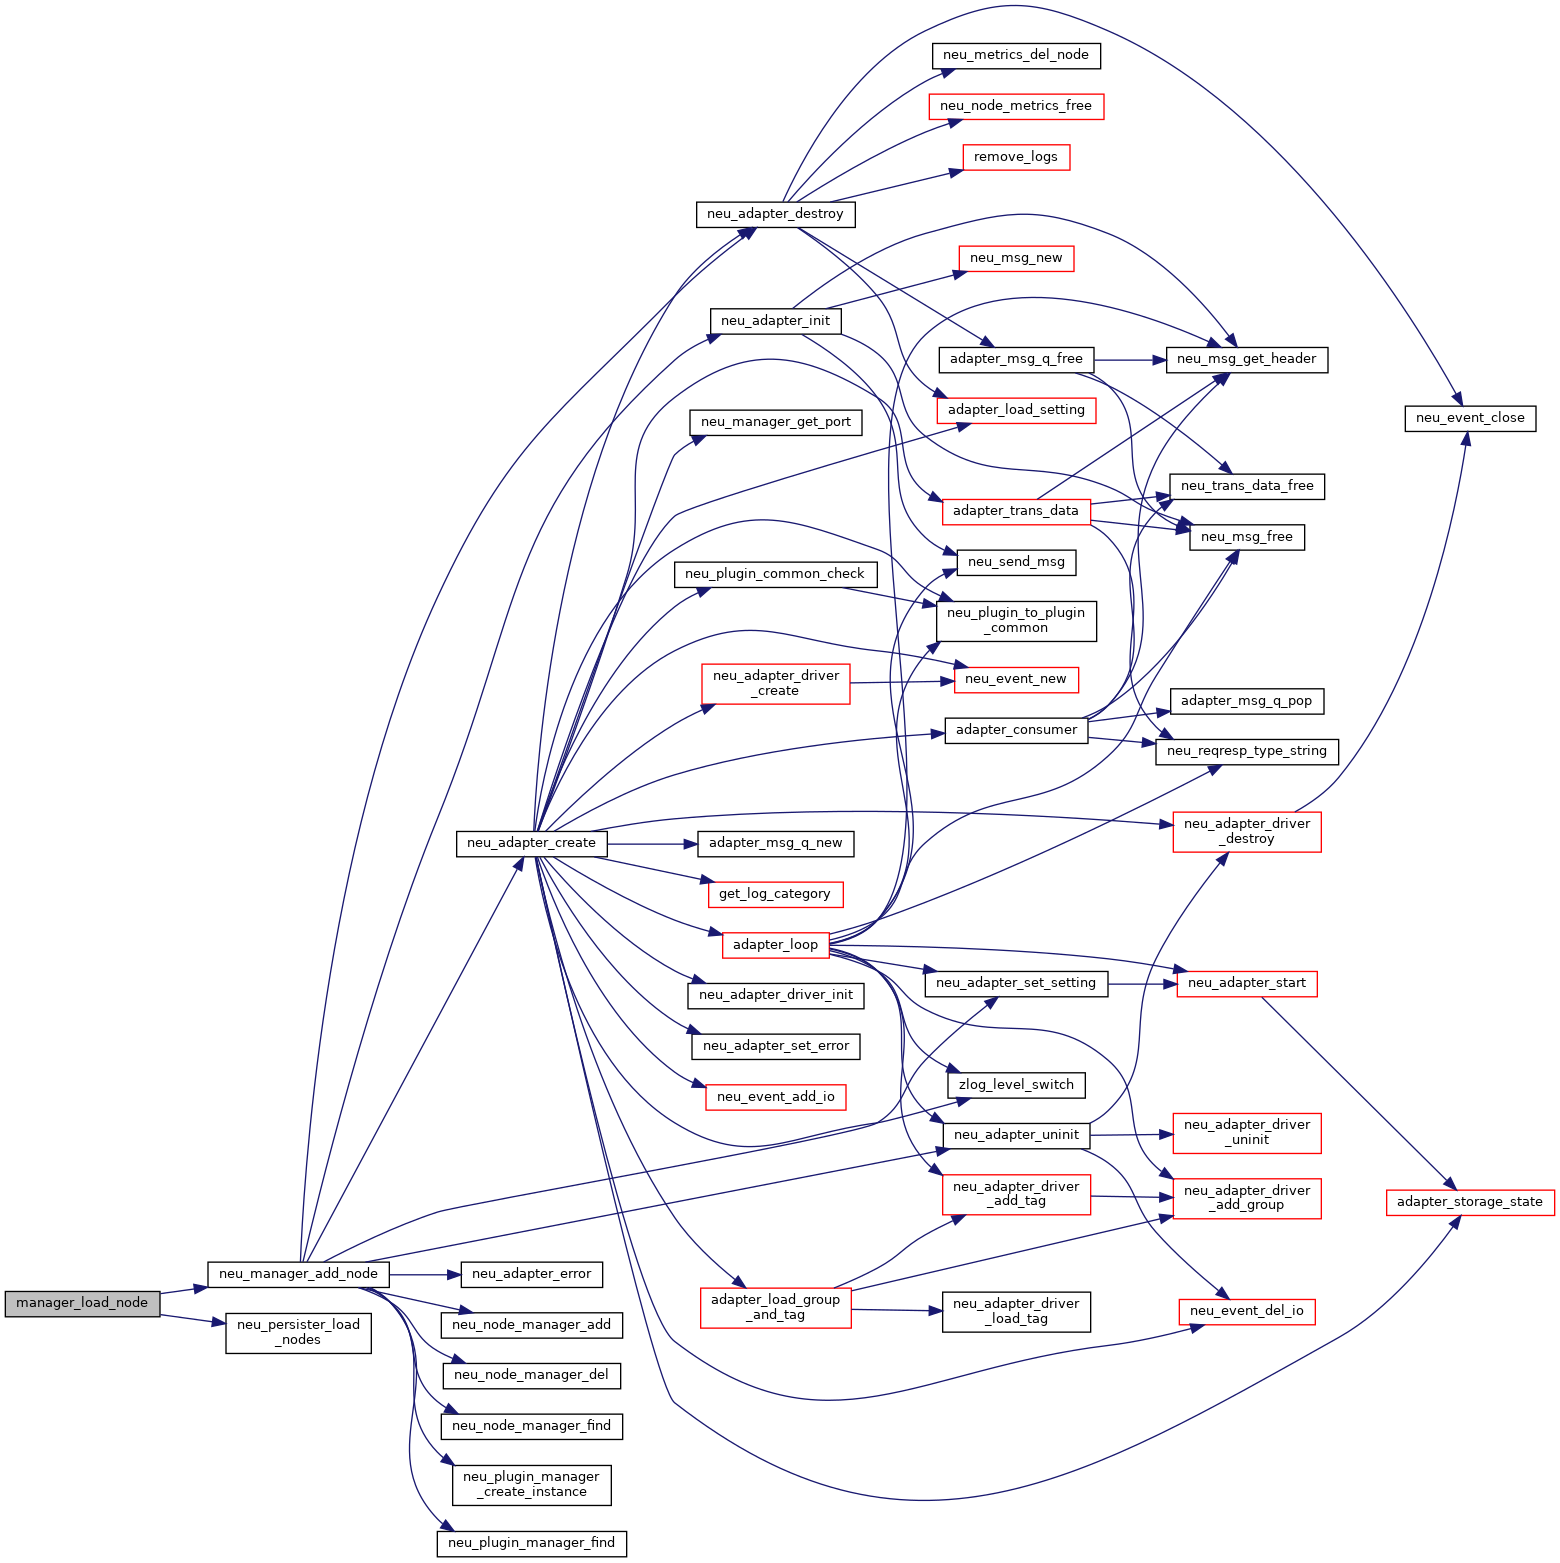 neu_metrics_del_node
neu_node_metrics_free
remove_logs
neu_adapter_destroy
neu_msg_new
neu_adapter_init
adapter_msg_q_free
neu_msg_get_header
adapter_load_setting
neu_event_close
neu_manager_get_port
neu_trans_data_free
adapter_trans_data
neu_msg_free
neu_send_msg
neu_plugin_common_check
neu_plugin_to_plugin
_common
neu_adapter_driver
_create
neu_event_new
adapter_msg_q_pop
adapter_consumer
neu_reqresp_type_string
neu_adapter_driver
_destroy
neu_adapter_create
adapter_msg_q_new
get_log_category
adapter_loop
neu_adapter_set_setting
neu_adapter_start
neu_adapter_driver_init
neu_adapter_set_error
zlog_level_switch
neu_event_add_io
neu_adapter_uninit
neu_adapter_driver
_uninit
neu_adapter_driver
_add_tag
neu_adapter_driver
_add_group
adapter_storage_state
neu_manager_add_node
neu_adapter_error
manager_load_node
adapter_load_group
_and_tag
neu_adapter_driver
_load_tag
neu_event_del_io
neu_persister_load
_nodes
neu_node_manager_add
neu_node_manager_del
neu_node_manager_find
neu_plugin_manager
_create_instance
neu_plugin_manager_find